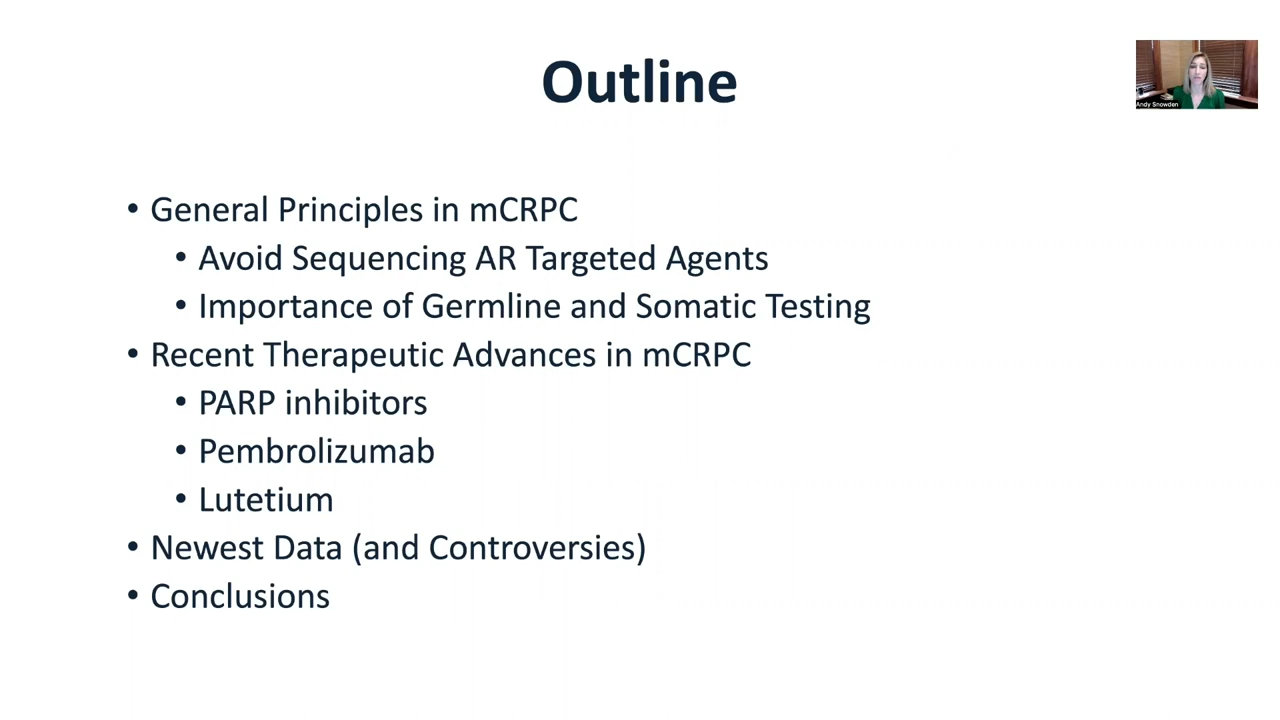 Outline
Andy Snowden
• General Principles in mCRPC
• Avoid Sequencing AR Targeted Agents
• Importance of Germline and Somatic Testing
• Recent Therapeutic Advances in mCRPC
• PARP inhibitors
• Pembrolizumab
• Lutetium
• Newest Data (and Controversies)
• Conclusions